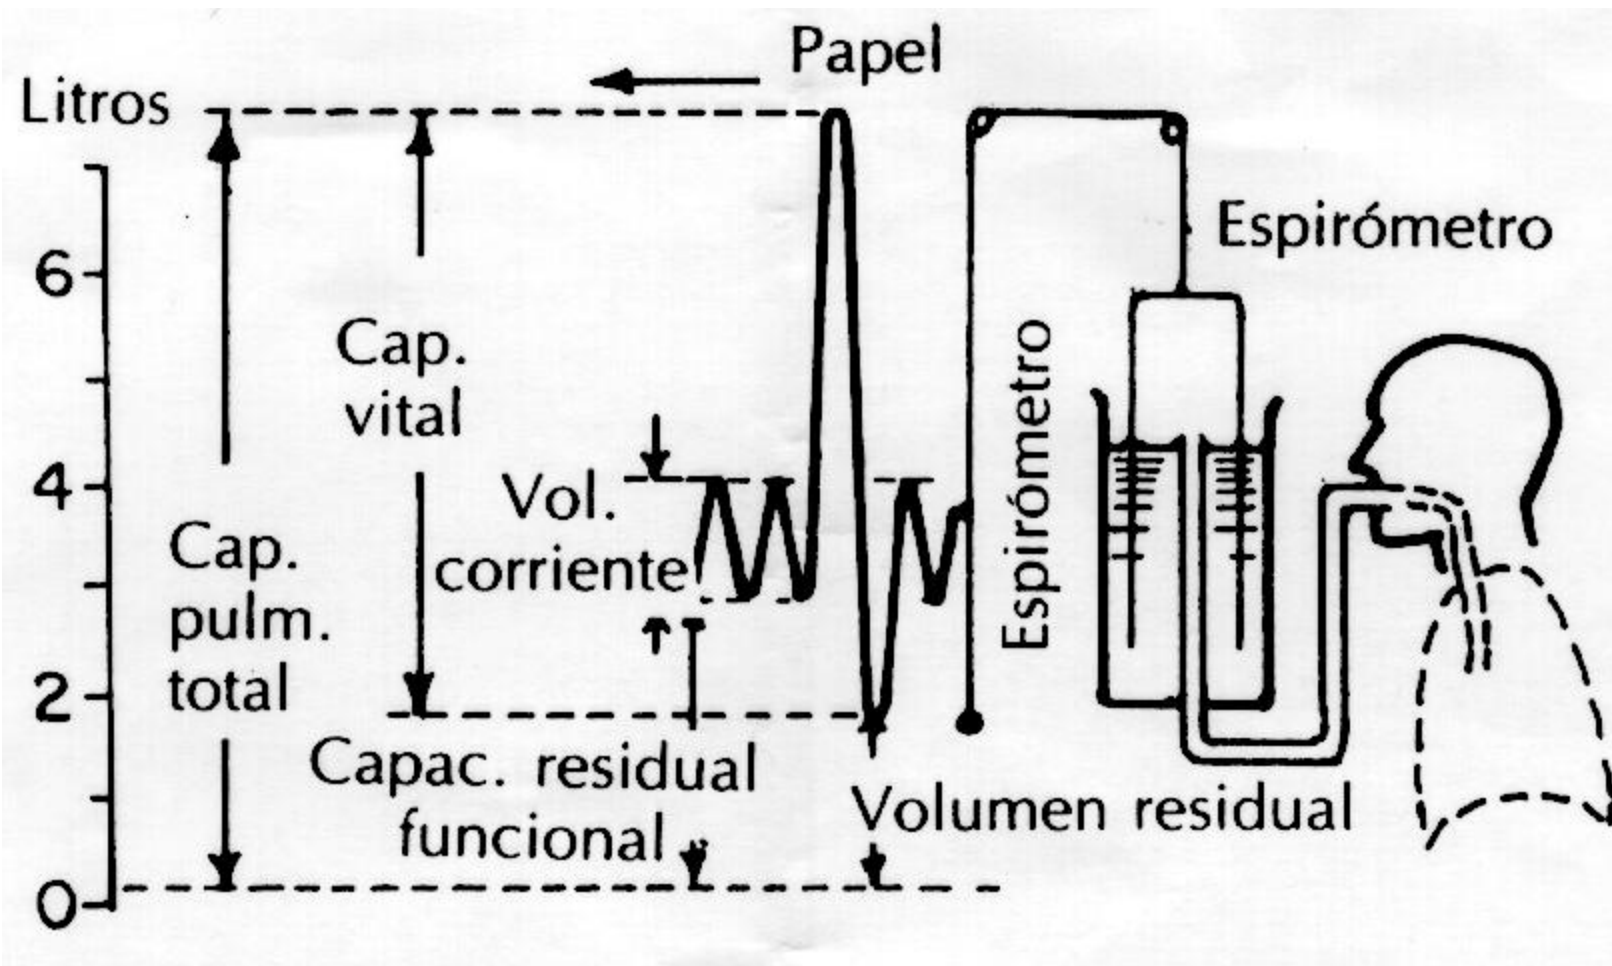 Papel
Litros
Espirómetro
6
Cap.
vital
Espirómetro
4
Vol.
corriente
Cap.
pulm.
total
2
Capac. residual
funcional
Volumen residual
0